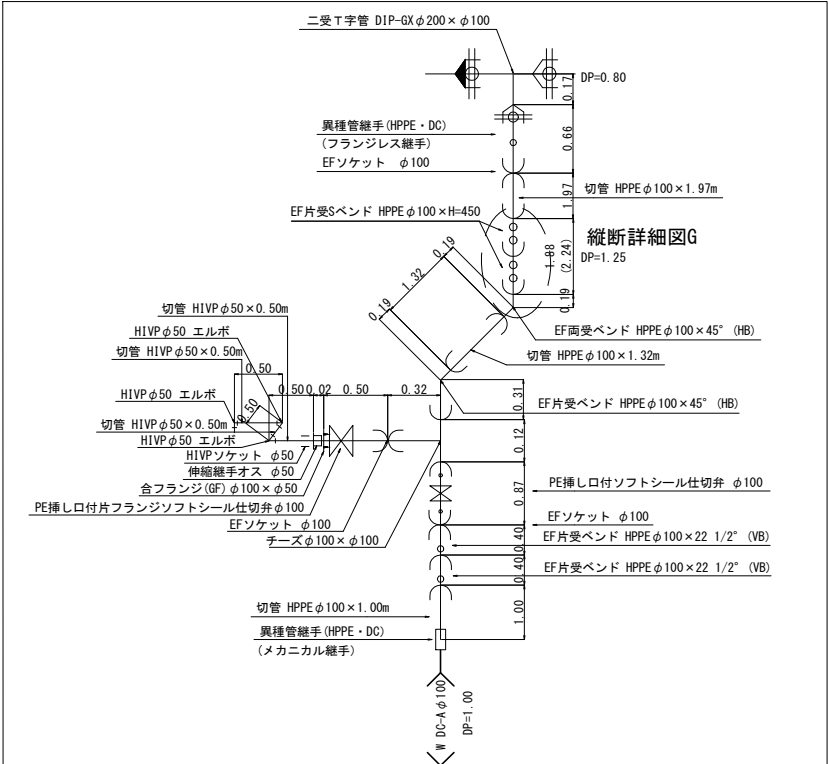 二受T字管 DIP-GXφ200×φ100
DP=0.80
0.17
異種管継手(HPPE・DC)
(フランジレス継手)
0.66
EFソケット φ100
切管 HPPEφ100×1.97m
1.97
EF片受Sベンド HPPEφ100×H=450
縦断詳細図G
DP=1.25
1.88
(2.24)
0.19
0.19
1.32
0.19
EF両受ベンド HPPEφ100×45° (HB)
切管 HPPEφ100×1.32m
切管 HIVPφ50×0.50m
HIVPφ50 エルボ
切管 HIVPφ50×0.50m
0.50
0.50
0.02
0.50
0.32
HIVPφ50 エルボ
0.50
切管 HIVPφ50×0.50m
HIVPφ50 エルボ
EF片受ベンド HPPEφ100×45° (HB)
0.31
0.12
HIVPソケット φ50
伸縮継手オス φ50
合フランジ(GF)φ100×φ50
PE挿し口付片フランジソフトシール仕切弁φ100
EFソケット φ100
チーズφ100×φ100
0.87
PE挿し口付ソフトシール仕切弁 φ100
EFソケット φ100
0.40
EF片受ベンド HPPEφ100×22 1/2° (VB)
0.40
EF片受ベンド HPPEφ100×22 1/2° (VB)
切管 HPPEφ100×1.00m
1.00
異種管継手(HPPE・DC)
(メカニカル継手)
W DC-Aφ100
DP=1.00